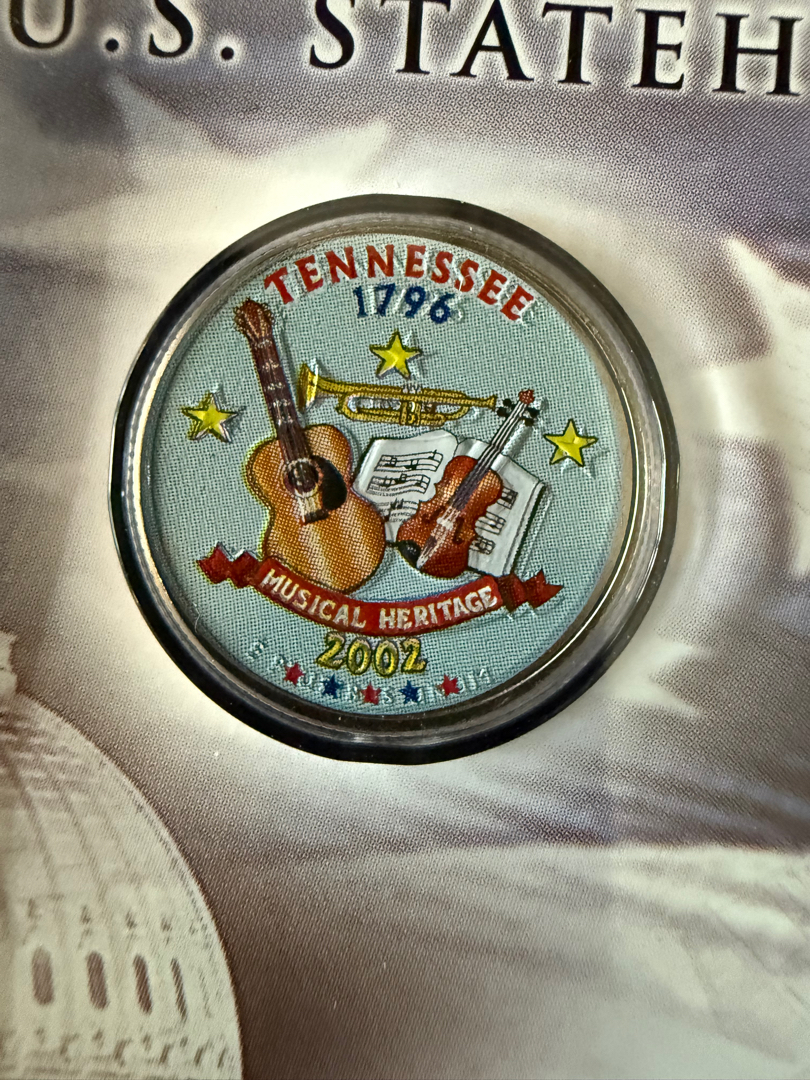 U.S. STATEH
TENNESSEE
1796
MUSICAL HERITAGE
2002